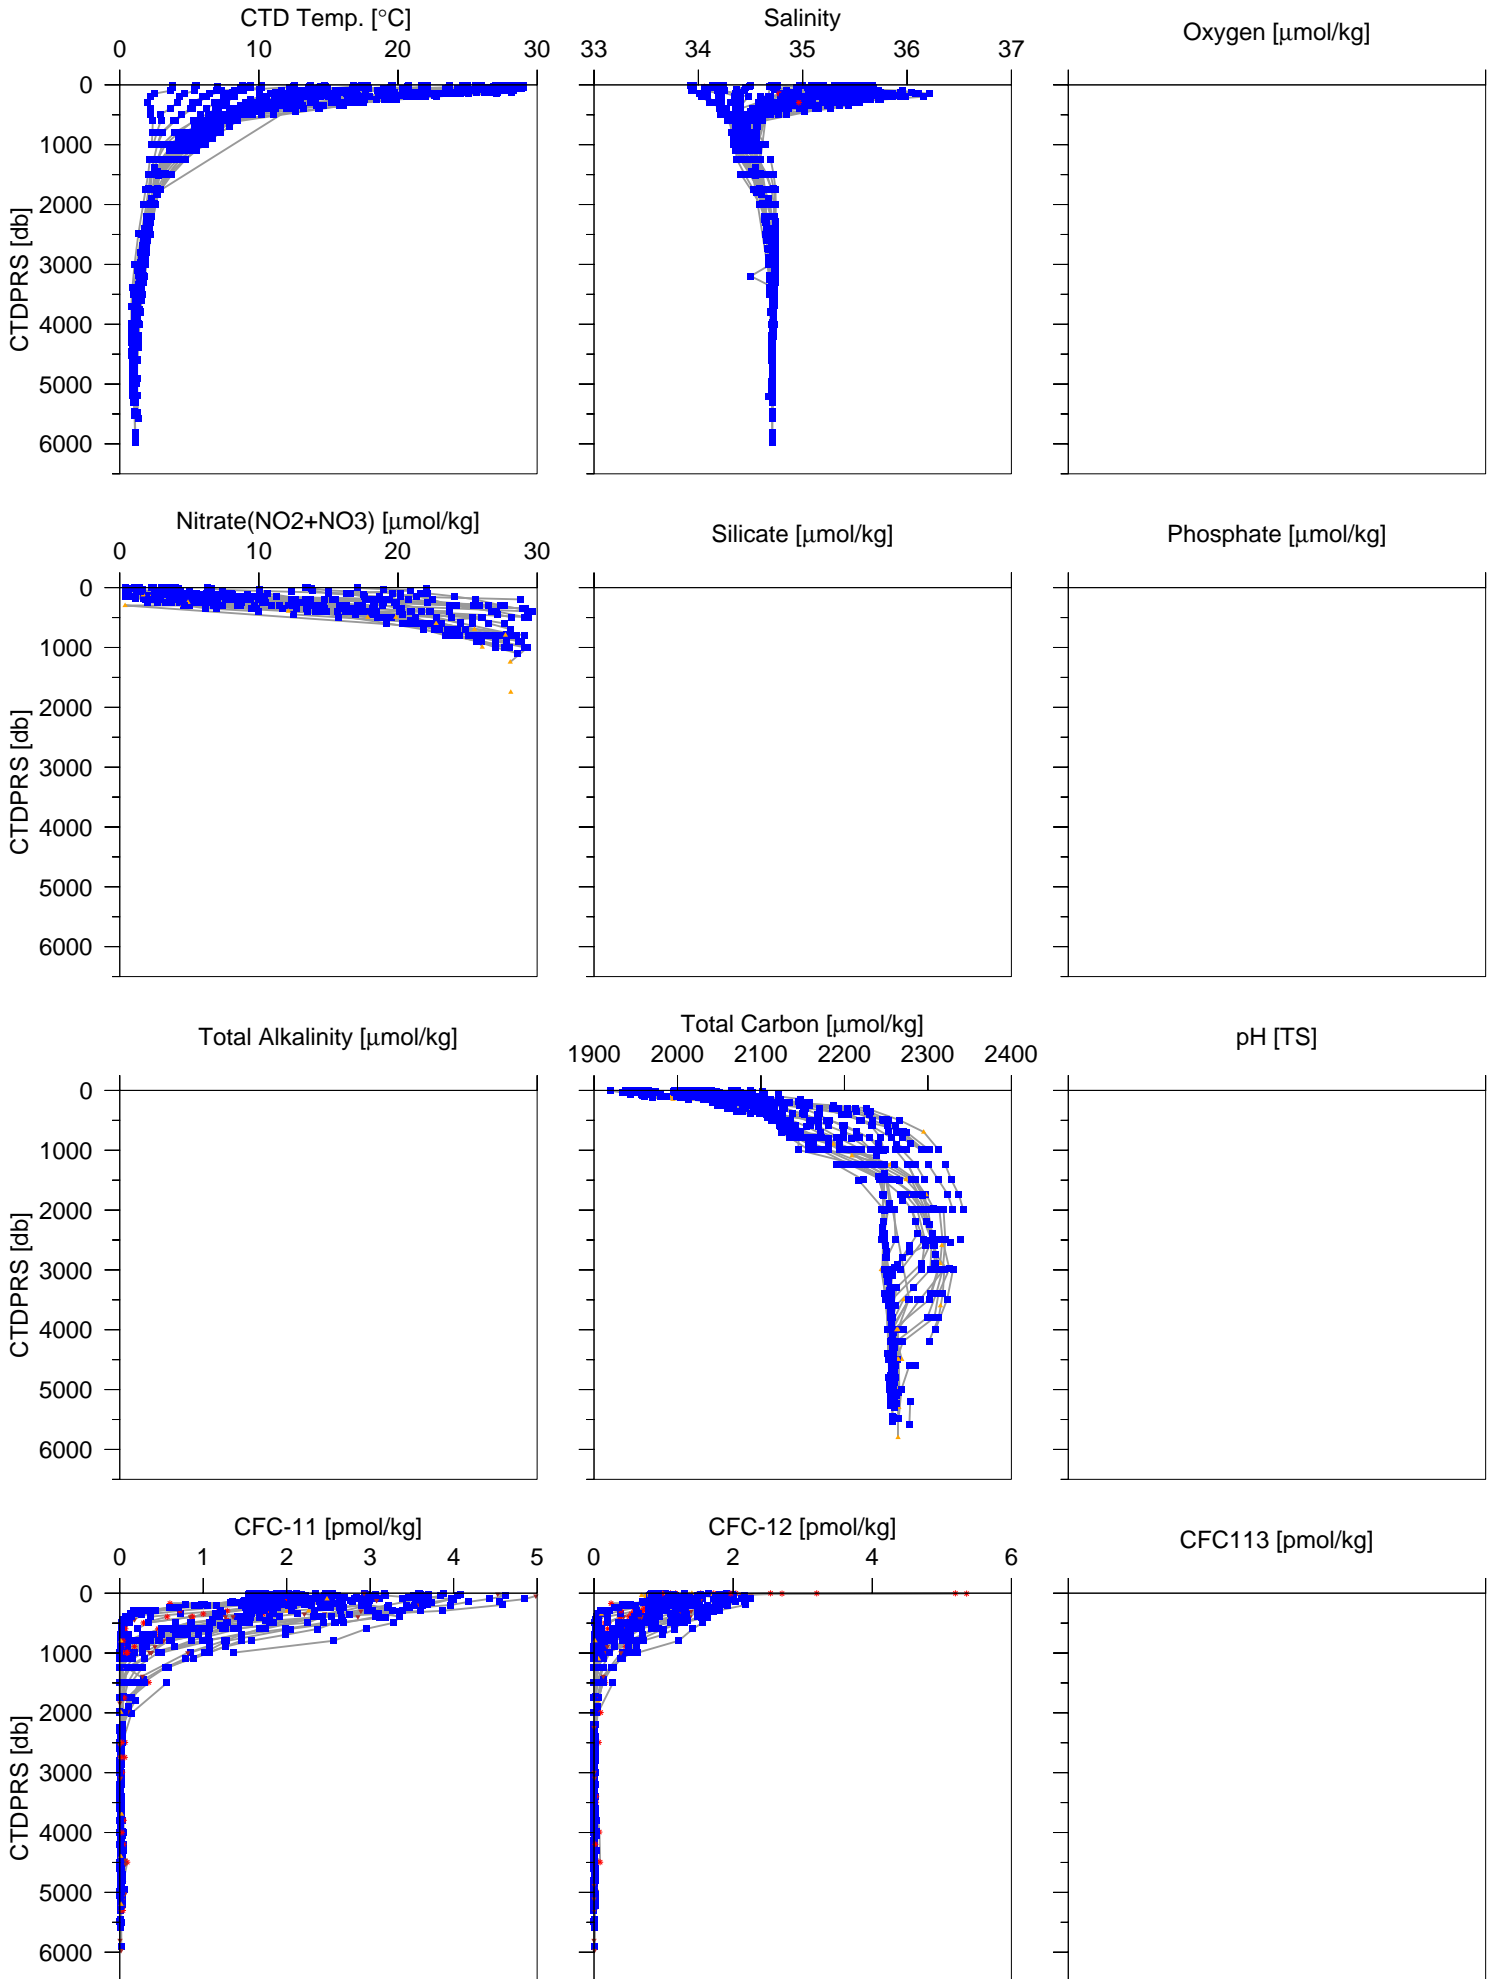 CTD Temp. [°C]
0 10 20 30
Salinity
33 34 35 36 37
Oxygen [μmol/kg]
CTDPRS [db]
0
1000
2000
3000
4000
5000
6000
Nitrate(NO2+NO3) [μmol/kg]
0 10 20 30
Silicate [μmol/kg]
Phosphate [μmol/kg]
CTDPRS [db]
0
1000
2000
3000
4000
5000
6000
Total Alkalinity [μmol/kg]
Total Carbon [μmol/kg]
1900 2000 2100 2200 2300 2400
pH [TS]
CTDPRS [db]
0
1000
2000
3000
4000
5000
6000
CFC-11 [pmol/kg]
0 1 2 3 4 5
CFC-12 [pmol/kg]
0 2 4 6
CFC113 [pmol/kg]
CTDPRS [db]
0
1000
2000
3000
4000
5000
6000